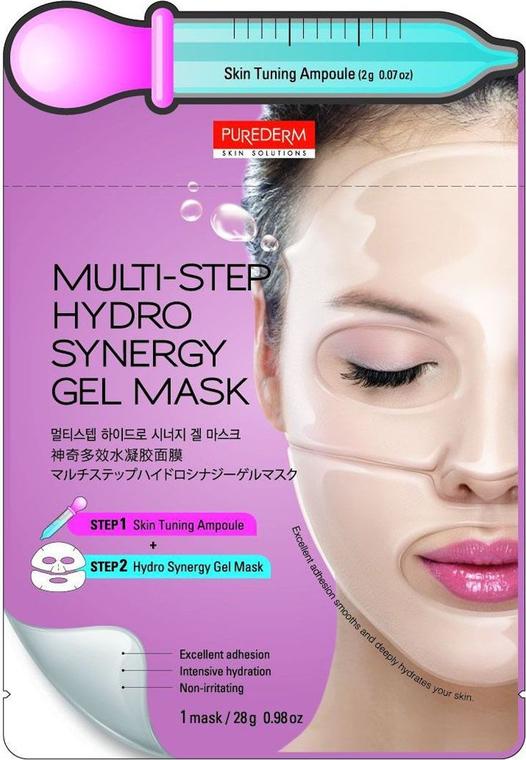 Skin Tuning Ampoule (2g 0.07oz)
PUREDERM
SKIN SOLUTIONS
MULTI-STEP
HYDRO
SYNERGY
GEL MASK
멀티스텝 하이드로 시너지 겔 마스크
神奇多效水凝胶面膜
マルチステップハイドロシナジーゲルマスク
STEP1 Skin Tuning Ampoule
+
STEP2 Hydro Synergy Gel Mask
Excellent adhesion smooths and deeply hydrates your skin.
Excellent adhesion
Intensive hydration
Non-irritating
1 mask / 28g 0.98oz